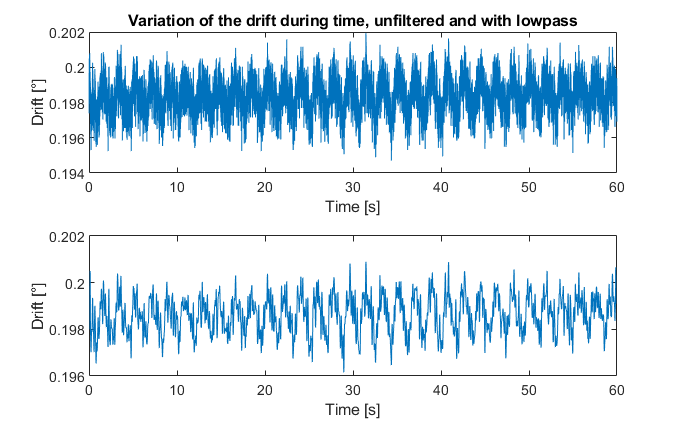 Variation of the drift during time, unfiltered and with lowpass
0.202
0.2
0.198
0.196
0.194
Drift [°]
0 10 20 30 40 50 60
Time [s]
0.202
0.2
0.198
0.196
Drift [°]
0 10 20 30 40 50 60
Time [s]